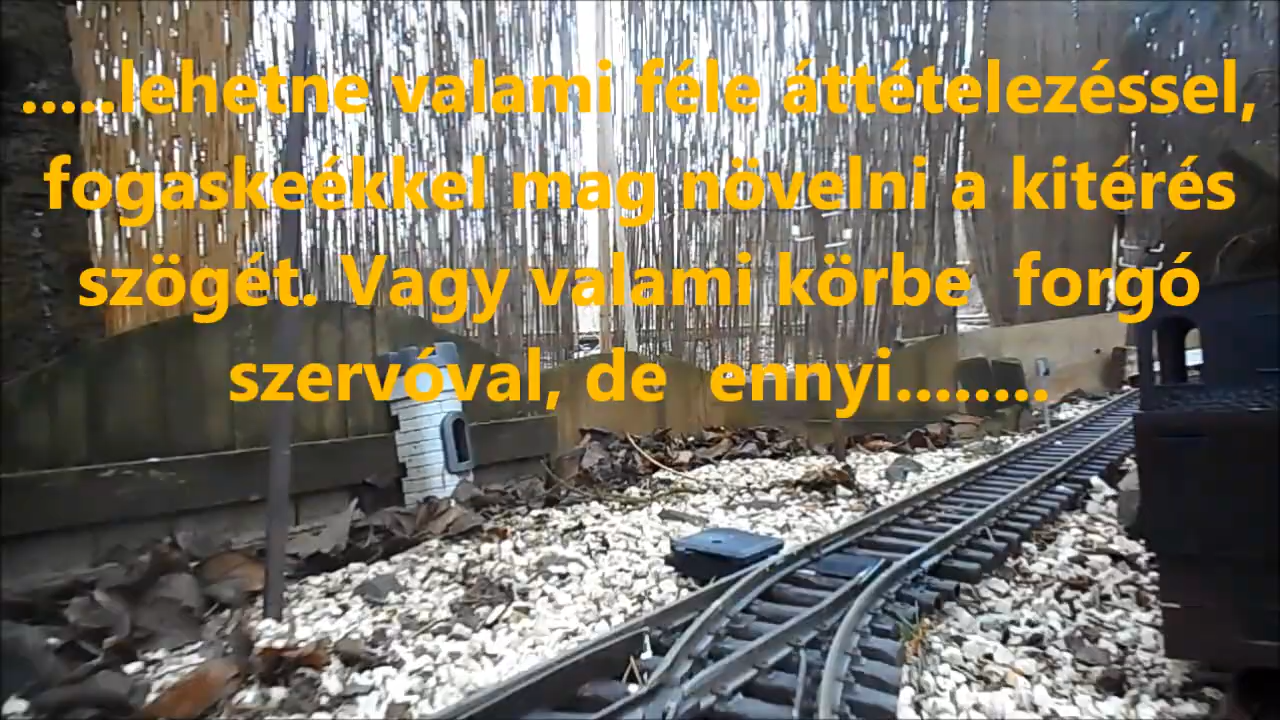 .....lehetne valami féle áttételezéssel,
fogaskeékkel mag növelni a kitérés
szögét. Vagy valami körbe forgó
szervóval, de ennyi........